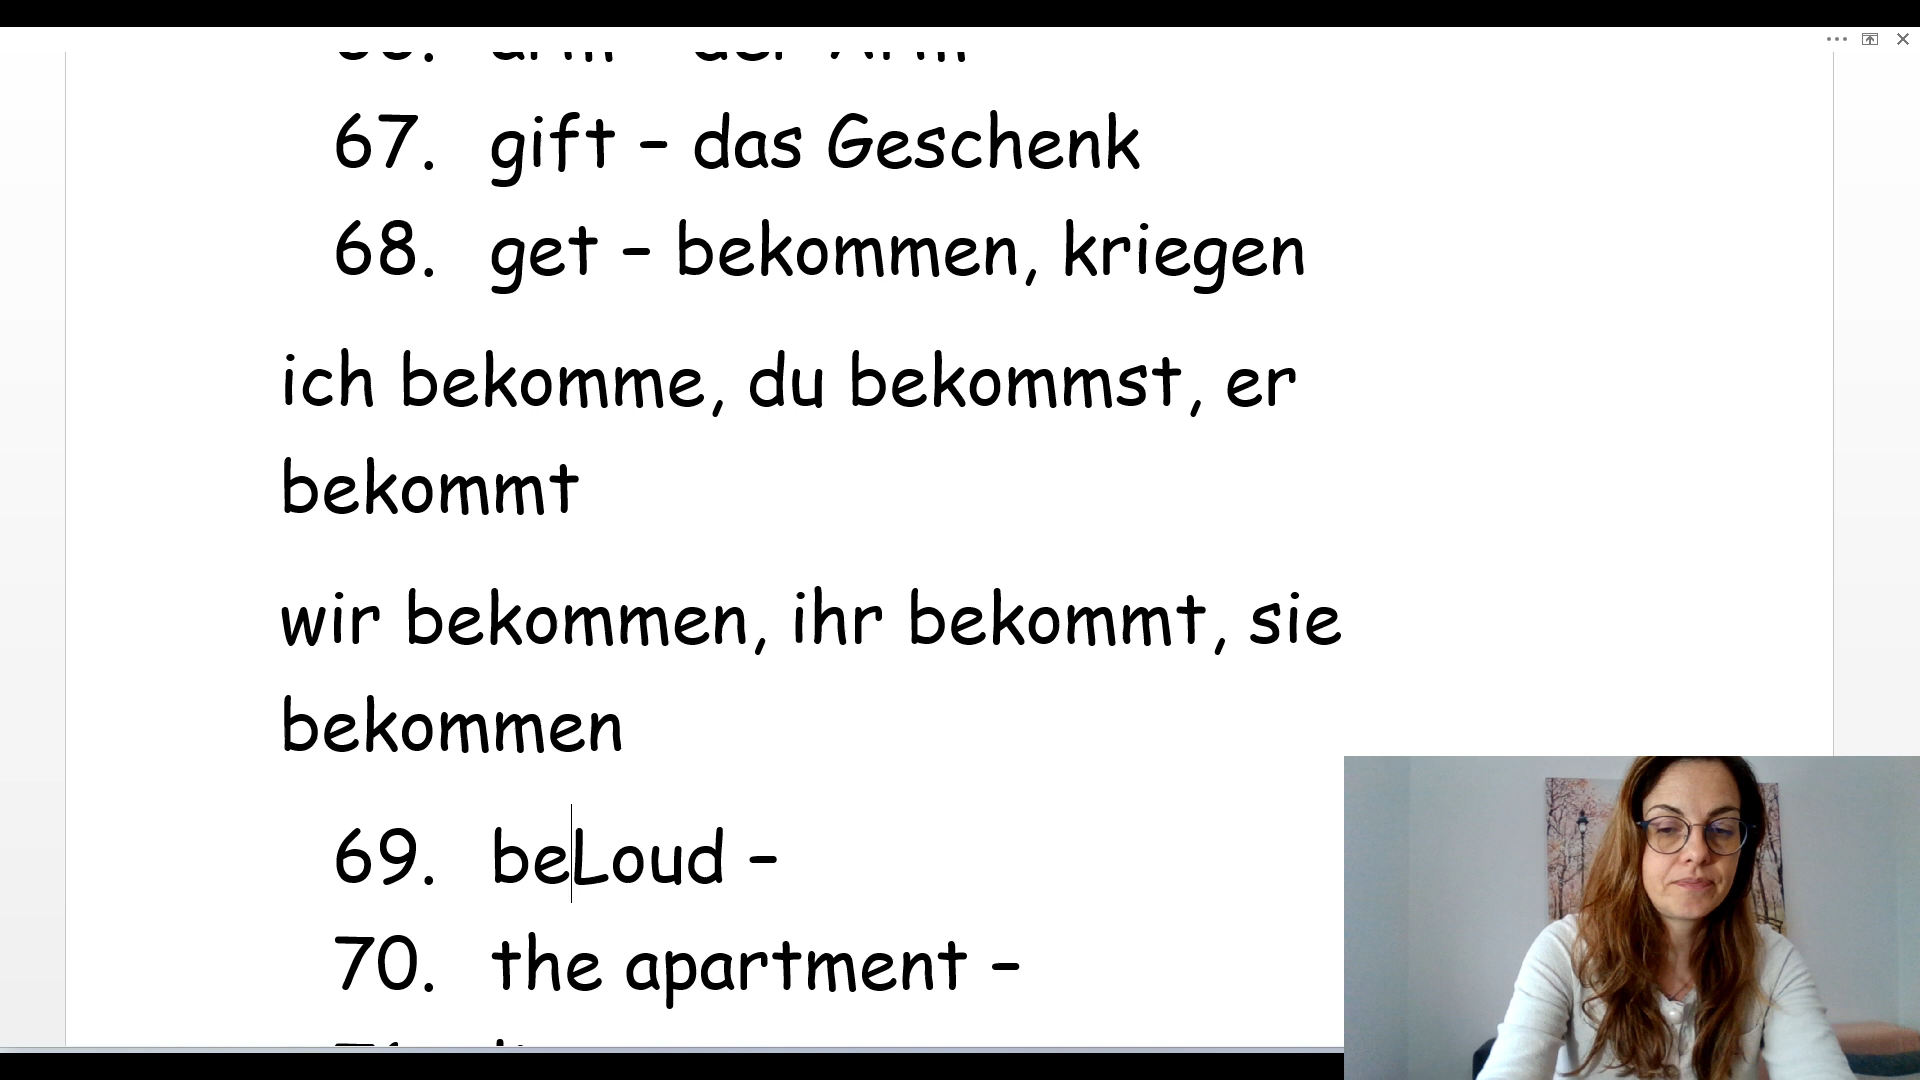 67. gift – das Geschenk
68. get – bekommen, kriegen
ich bekomme, du bekommst, er
bekommt
wir bekommen, ihr bekommt, sie
bekommen
69. beLoud –
70. the apartment –